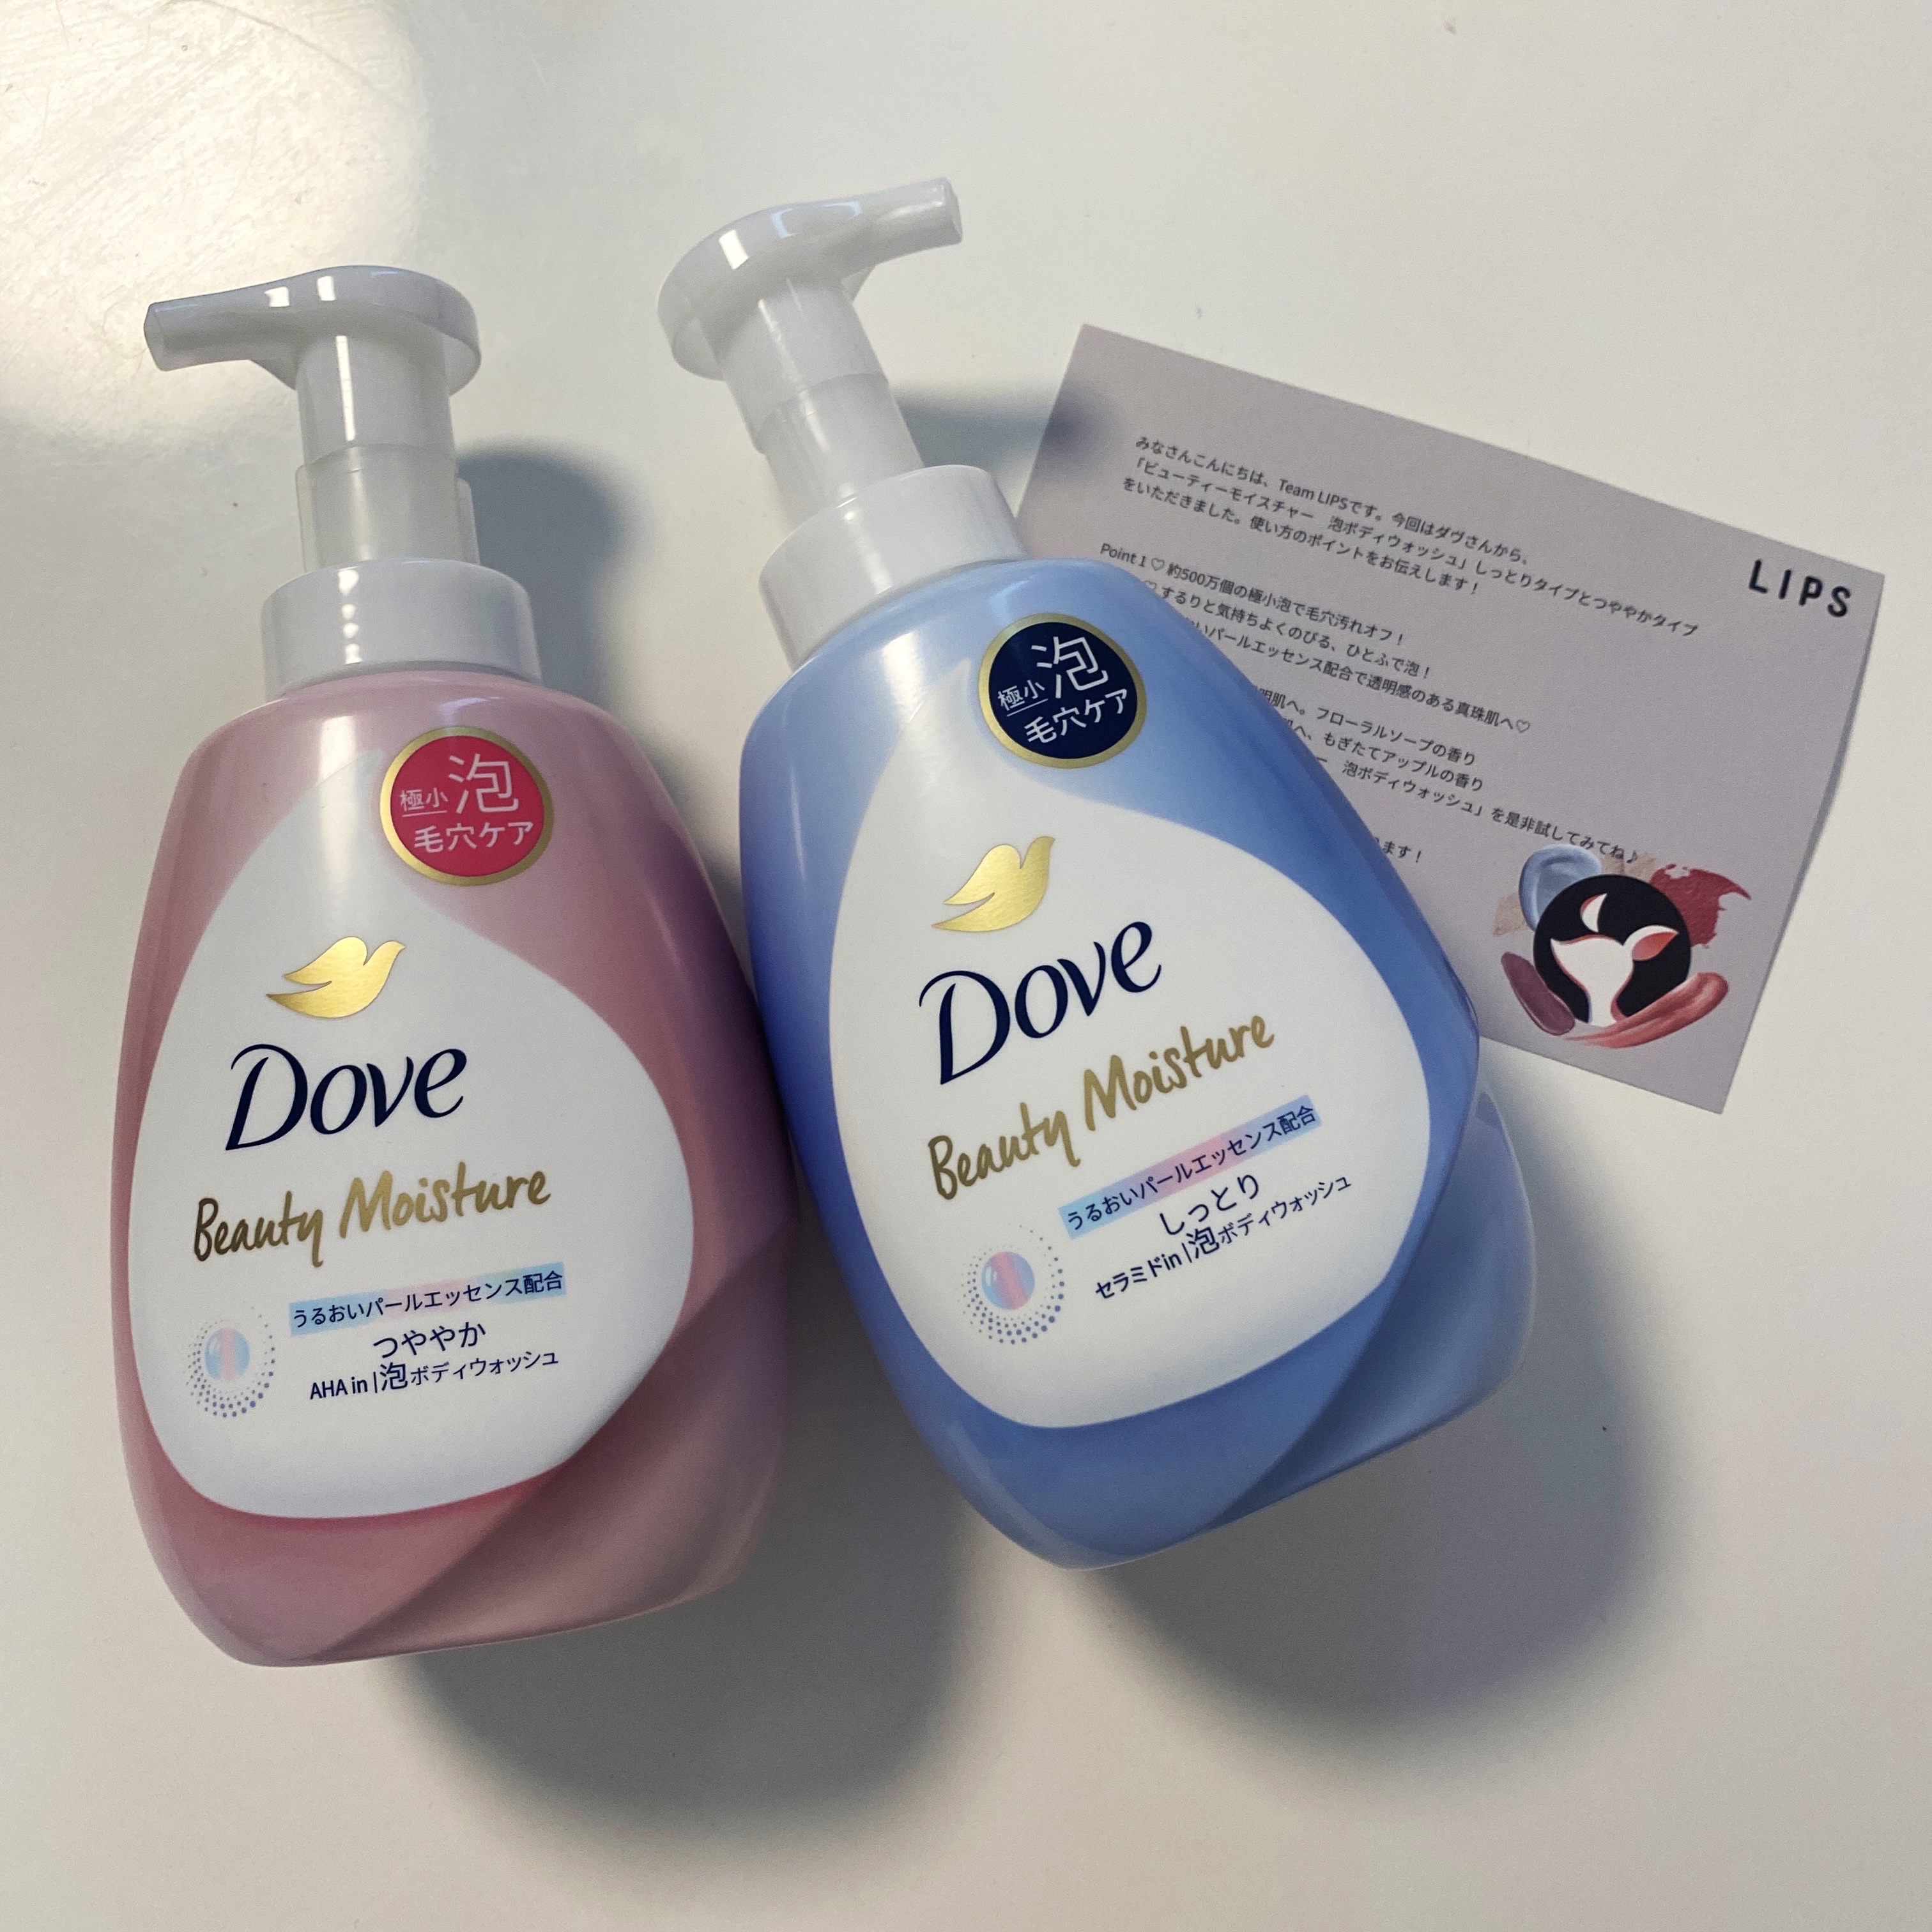 極小 泡
毛穴ケア
Dove
Beauty Moisture
うるおいパールエッセンス配合
つややか
AHA in | 泡ボディウォッシュ
極小 泡
毛穴ケア
Dove
Beauty Moisture
うるおいパールエッセンス配合
しっとり
セラミドin | 泡ボディウォッシュ
LIPS
みなさんこんにちは、Team LIPSです。今回はダヴさんから、
「ビューティーモイスチャー 泡ボディウォッシュ」しっとりタイプとつややかタイプ
をいただきました。使い方のポイントをお伝えします！
Point 1 ♡ 約500万個の極小泡で毛穴汚れオフ！
♡ するりと気持ちよくのびる、ひとふで泡！
おいパールエッセンス配合で透明感のある真珠肌へ♡
明肌へ。フローラルソープの香り
へ、もぎたてアップルの香り
ー 泡ボディウォッシュ」を是非試してみてね♪
ます！